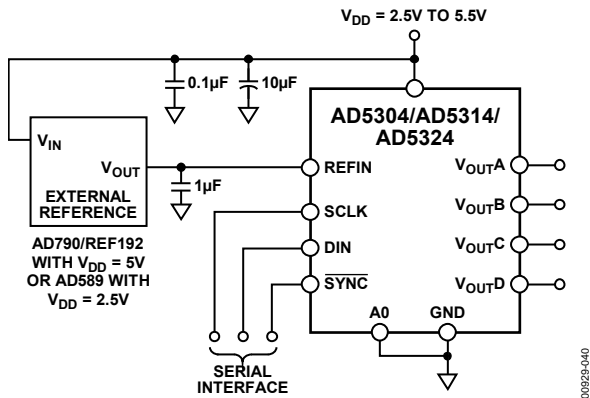 V_DD = 2.5V TO 5.5V
0.1µF
10µF
AD5304/AD5314/
AD5324
V_IN
V_OUT
EXTERNAL
REFERENCE
1µF
REFIN
SCLK
DIN
SYNC
V_OUTA
V_OUTB
V_OUTC
V_OUTD
A0
GND
AD790/REF192
WITH V_DD = 5V
OR AD589 WITH
V_DD = 2.5V
SERIAL
INTERFACE
00929-040